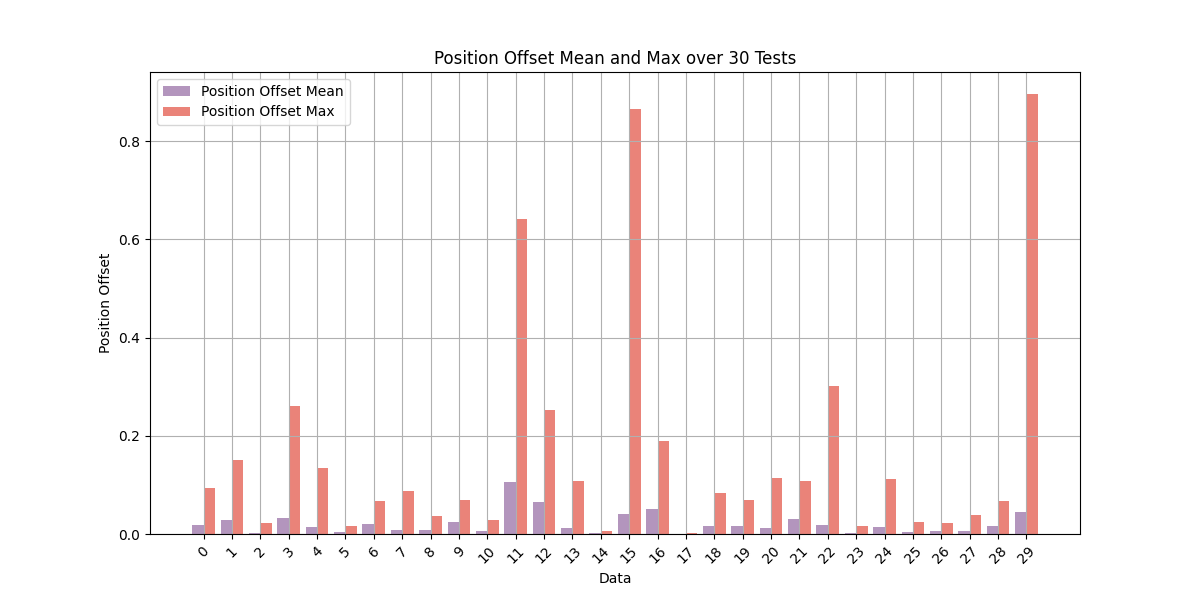 Position Offset Mean and Max over 30 Tests
Position Offset Mean
Position Offset Max
Position Offset
0.8
0.6
0.4
0.2
0.0
0 1 2 3 4 5 6 7 8 9 10 11 12 13 14 15 16 17 18 19 20 21 22 23 24 25 26 27 28 29
Data